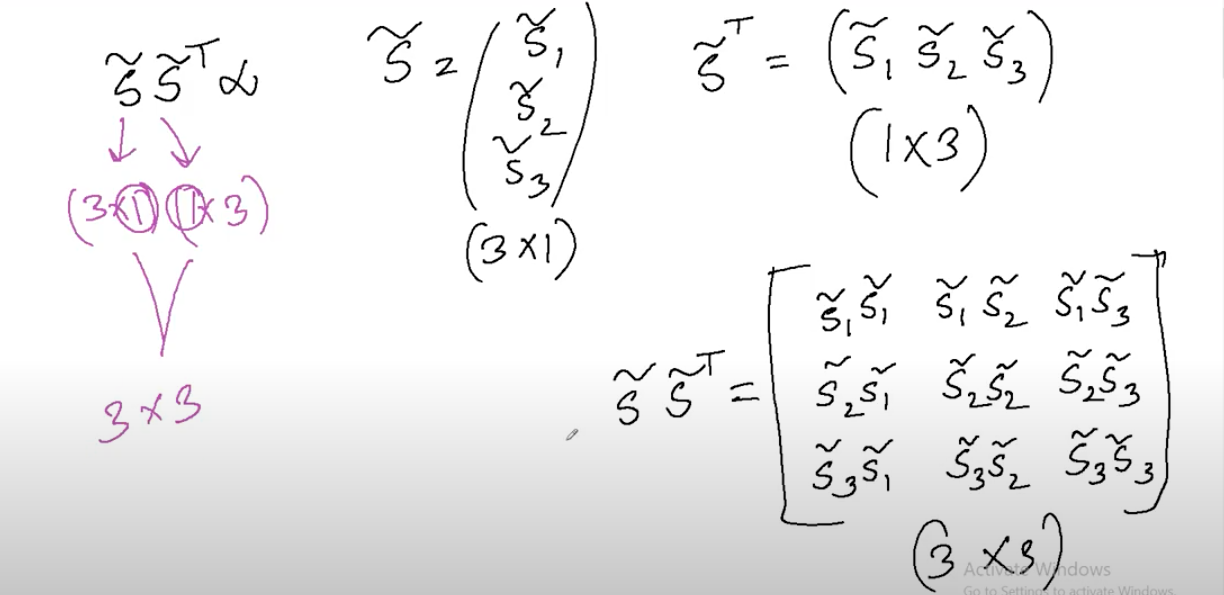 s̃ s̃ᵀ α
(3×1) (1×3)
3×3
s̃ = ( s̃₁
s̃₂
s̃₃ )
(3×1)
s̃ᵀ = (s̃₁ s̃₂ s̃₃)
(1×3)
s̃ s̃ᵀ = [ s̃₁s̃₁ s̃₁s̃₂ s̃₁s̃₃
s̃₂s̃₁ s̃₂s̃₂ s̃₂s̃₃
s̃₃s̃₁ s̃₃s̃₂ s̃₃s̃₃ ]
(3×3)
Activate Windows
Go to Settings to activate Windows.